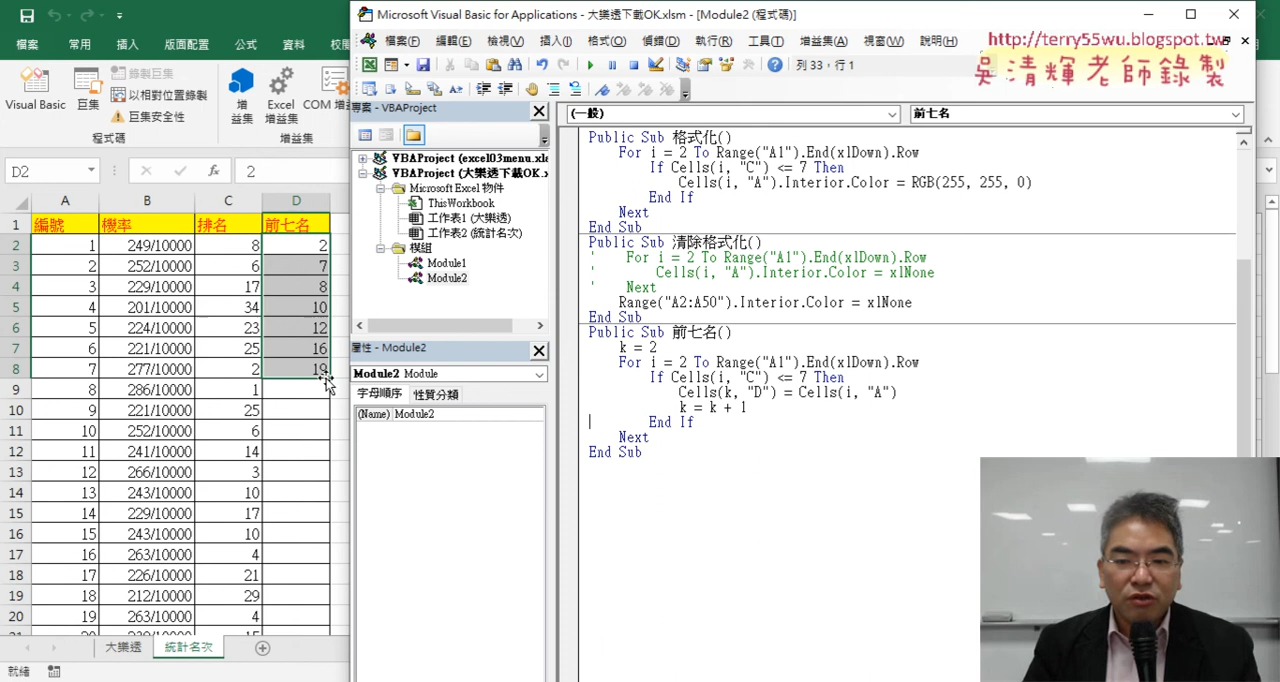 Microsoft Visual Basic for Applications - 大樂透下載OK.xlsm - [Module2 (程式碼)]
檔案 常用 插入 版面配置 公式 資料
檔案(F) 編輯(E) 檢視(V) 插入(I) 格式(O) 偵錯(D) 執行(R) 工具(T) 增益集(A) 視窗(W) 說明(H)
http://terry55wu.blogspot.tw
吳清輝老師錄製
列 33，行 1
Visual Basic 巨集 錄製巨集 以相對位置錄製 巨集安全性
增益集 Excel 增益集
程式碼 增益集
專案 - VBAProject
(一般) 前七名
D2 fx 2
VBAProject (excel03menu.xla
VBAProject (大樂透下載OK.x
Microsoft Excel 物件
ThisWorkbook
工作表1 (大樂透)
工作表2 (統計名次)
模組
Module1
Module2
屬性 - Module2
Module2 Module
字母順序 性質分類
(Name) Module2
Public Sub 格式化()
For i = 2 To Range("A1").End(xlDown).Row
If Cells(i, "C") <= 7 Then
Cells(i, "A").Interior.Color = RGB(255, 255, 0)
End If
Next
End Sub
Public Sub 清除格式化()
' For i = 2 To Range("A1").End(xlDown).Row
' Cells(i, "A").Interior.Color = xlNone
' Next
Range("A2:A50").Interior.Color = xlNone
End Sub
Public Sub 前七名()
k = 2
For i = 2 To Range("A1").End(xlDown).Row
If Cells(i, "C") <= 7 Then
Cells(k, "D") = Cells(i, "A")
k = k + 1
End If
Next
End Sub
A B C D
1 編號 機率 排名 前七名
2 1 249/10000 8 2
3 2 252/10000 6 7
4 3 229/10000 17 8
5 4 201/10000 34 10
6 5 224/10000 23 12
7 6 221/10000 25 16
8 7 277/10000 2 19
9 8 286/10000 1
10 9 221/10000 25
11 10 252/10000 6
12 11 241/10000 14
13 12 266/10000 3
14 13 243/10000 10
15 14 229/10000 17
16 15 243/10000 10
17 16 263/10000 4
18 17 226/10000 21
19 18 212/10000 29
20 19 263/10000 4
大樂透 統計名次
就緒